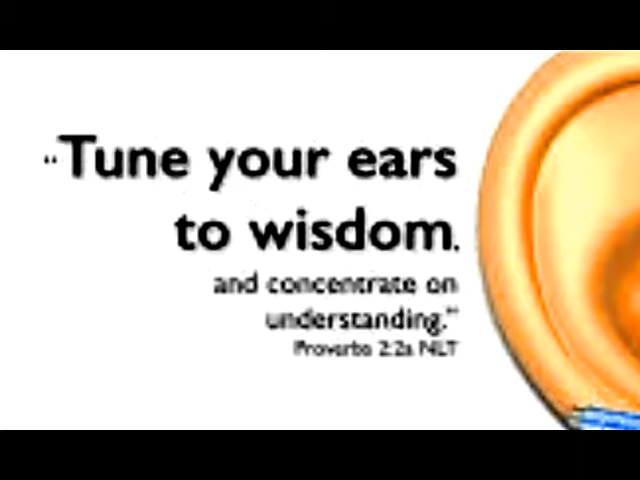 “Tune your ears
to wisdom,
and concentrate on
understanding.”
Proverbs 2:2a NLT